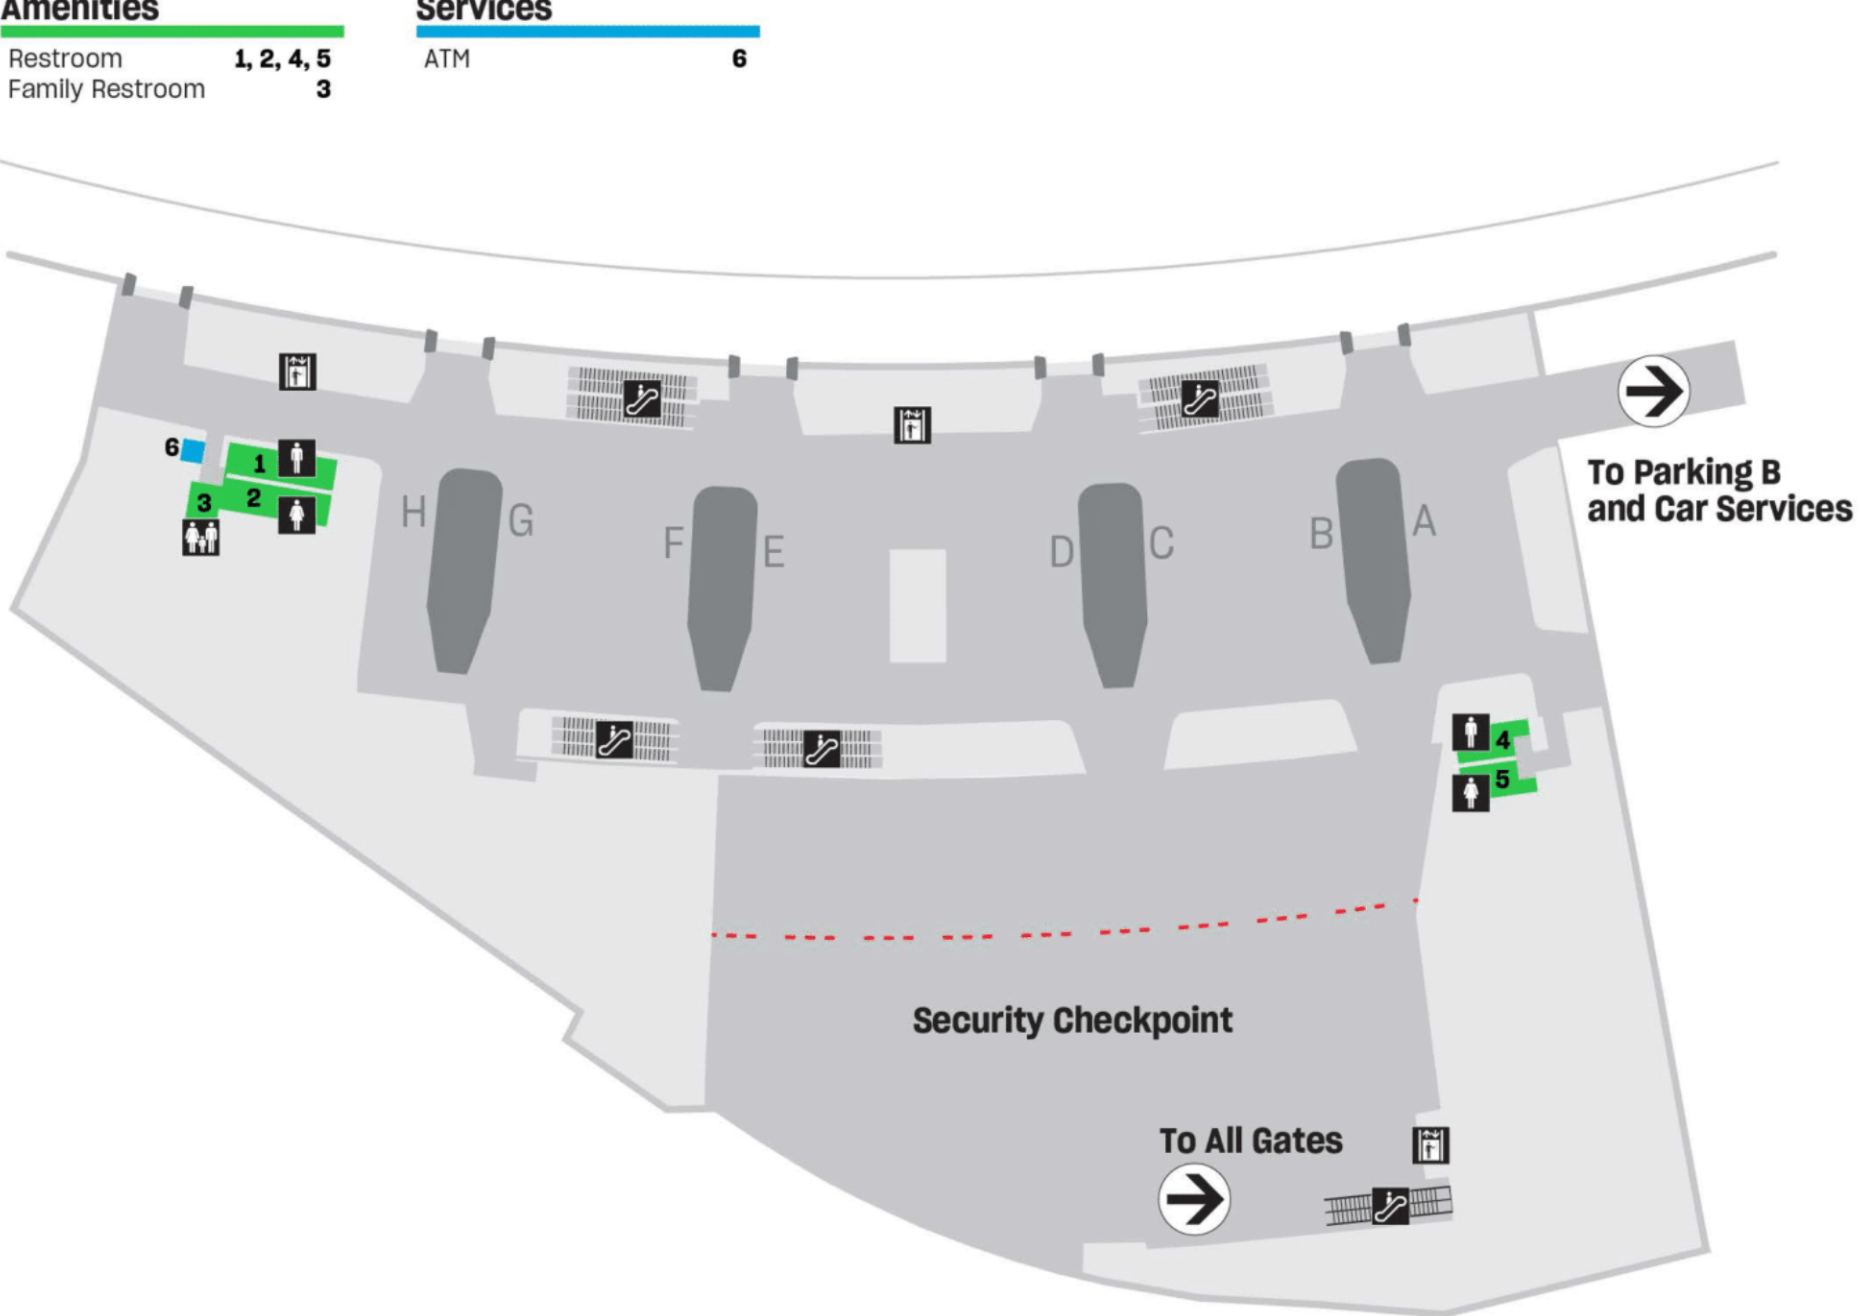 Amenities
Restroom 1, 2, 4, 5
Family Restroom 3
Services
ATM 6
6
1
2
3
H
G
F
E
D
C
B
A
To Parking B
and Car Services
4
5
Security Checkpoint
To All Gates